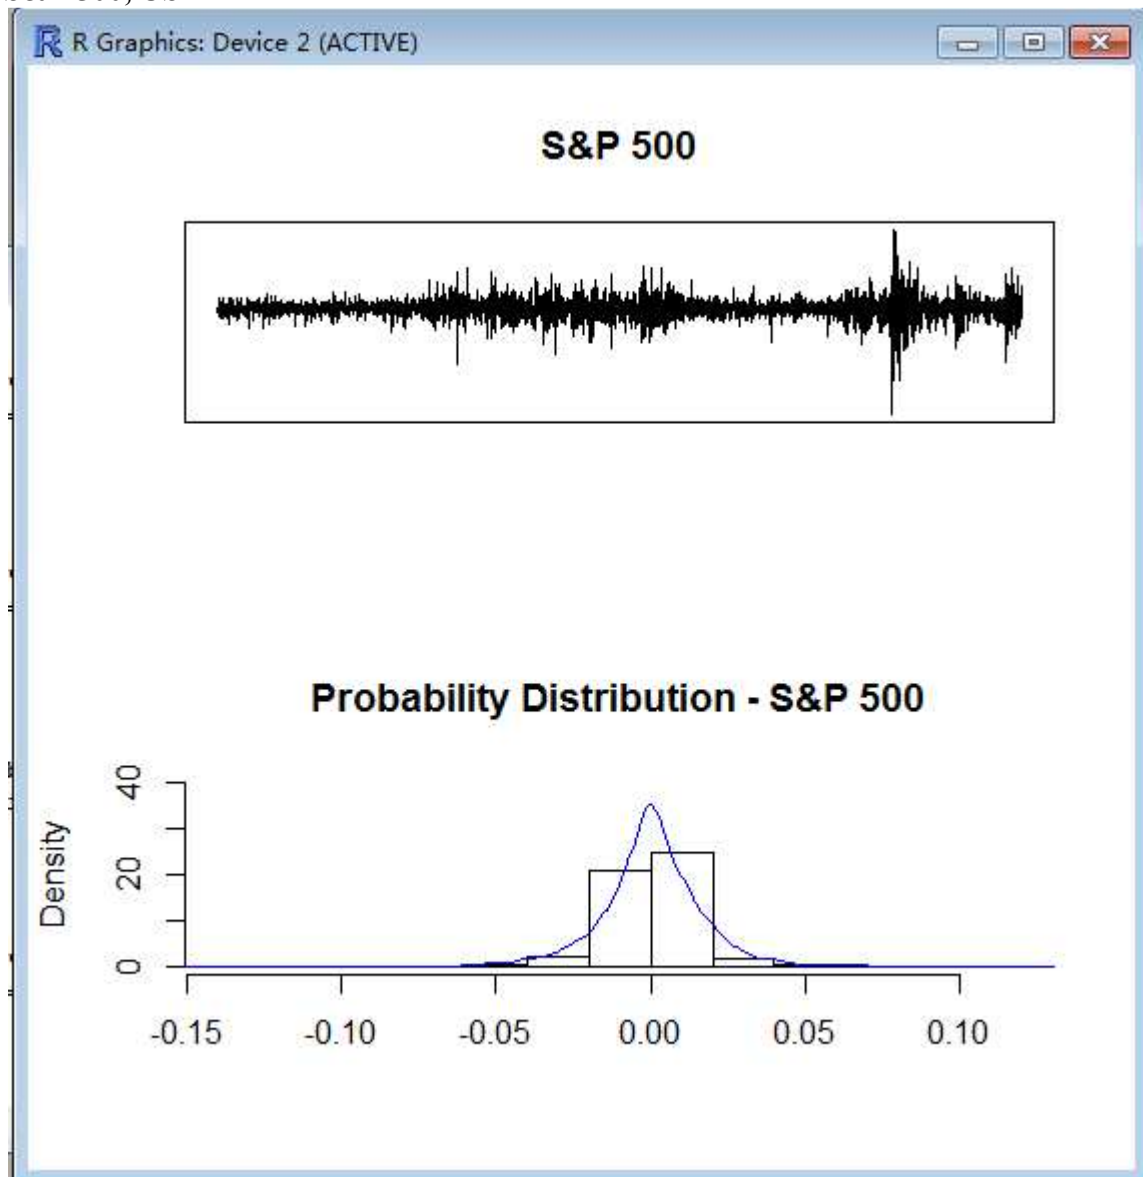 R Graphics: Device 2 (ACTIVE)
S&P 500
Probability Distribution - S&P 500
Density
40
20
0
-0.15 -0.10 -0.05 0.00 0.05 0.10